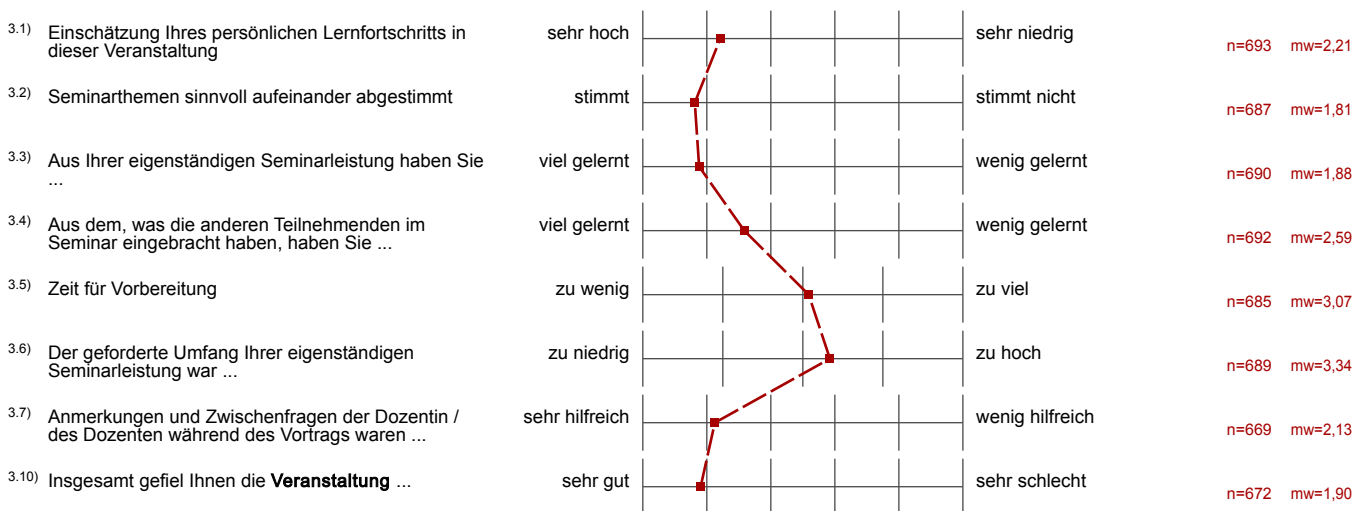 3.1) Einschätzung Ihres persönlichen Lernfortschritts in
dieser Veranstaltung
sehr hoch
sehr niedrig
n=693 mw=2,21
3.2) Seminarthemen sinnvoll aufeinander abgestimmt
stimmt
stimmt nicht
n=687 mw=1,81
3.3) Aus Ihrer eigenständigen Seminarleistung haben Sie
...
viel gelernt
wenig gelernt
n=690 mw=1,88
3.4) Aus dem, was die anderen Teilnehmenden im
Seminar eingebracht haben, haben Sie ...
viel gelernt
wenig gelernt
n=692 mw=2,59
3.5) Zeit für Vorbereitung
zu wenig
zu viel
n=685 mw=3,07
3.6) Der geforderte Umfang Ihrer eigenständigen
Seminarleistung war ...
zu niedrig
zu hoch
n=689 mw=3,34
3.7) Anmerkungen und Zwischenfragen der Dozentin /
des Dozenten während des Vortrags waren ...
sehr hilfreich
wenig hilfreich
n=669 mw=2,13
3.10) Insgesamt gefiel Ihnen die Veranstaltung ...
sehr gut
sehr schlecht
n=672 mw=1,90